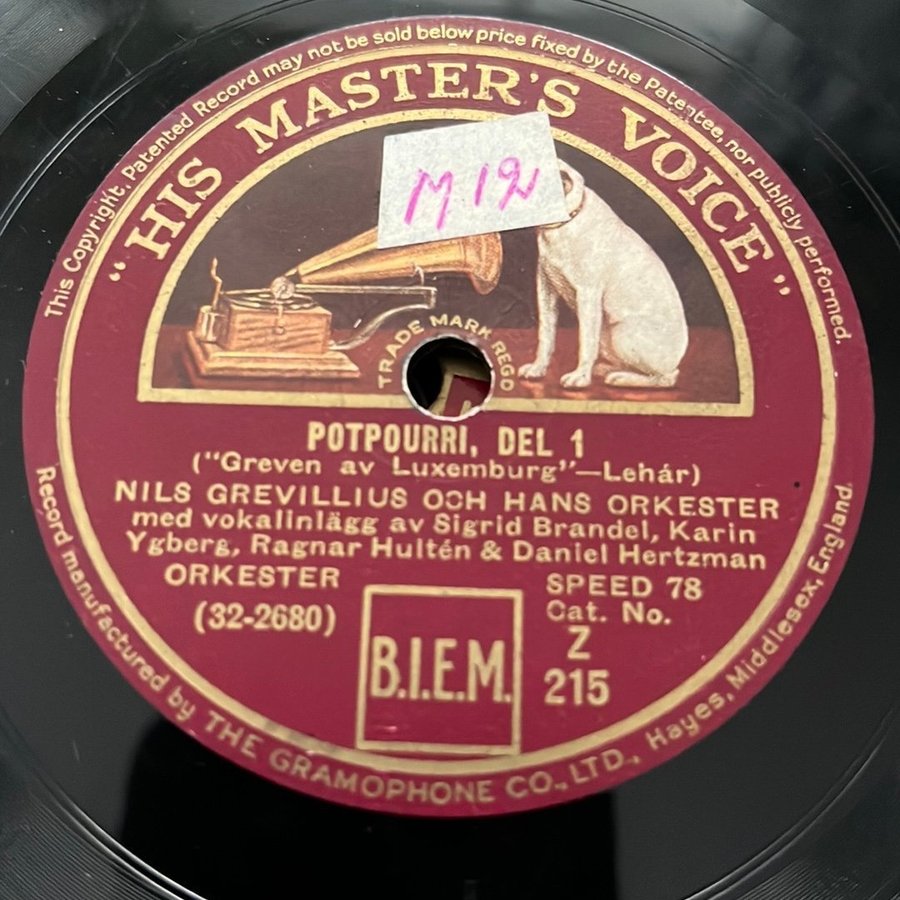 This Copyright, Patented Record may not be sold below price fixed by the Patentee, nor publicly performed.
"HIS MASTER'S VOICE"
M 12
TRADE MARK REGD
POTPOURRI, DEL 1
("Greven av Luxemburg"—Lehár)
NILS GREVILLIUS OCH HANS ORKESTER
med vokalinlägg av Sigrid Brandel, Karin
Ygberg, Ragnar Hultén & Daniel Hertzman
ORKESTER
SPEED 78
(32-2680)
Cat. No.
Z
215
B.I.E.M.
Record manufactured by THE GRAMOPHONE CO., LTD., Hayes, Middlesex, England.